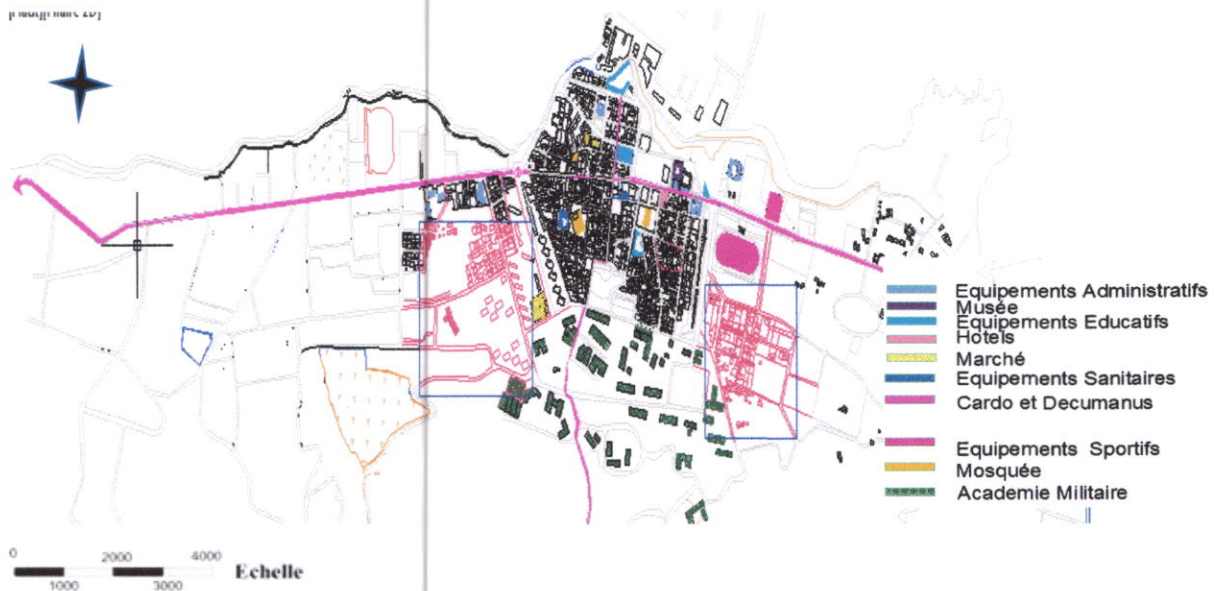 Equipements Administratifs
Musée
Equipements Educatifs
Hotels
Marché
Equipements Sanitaires
Cardo et Decumanus
Equipements Sportifs
Mosquée
Academie Militaire
0 2000 4000
Echelle
1000 3000